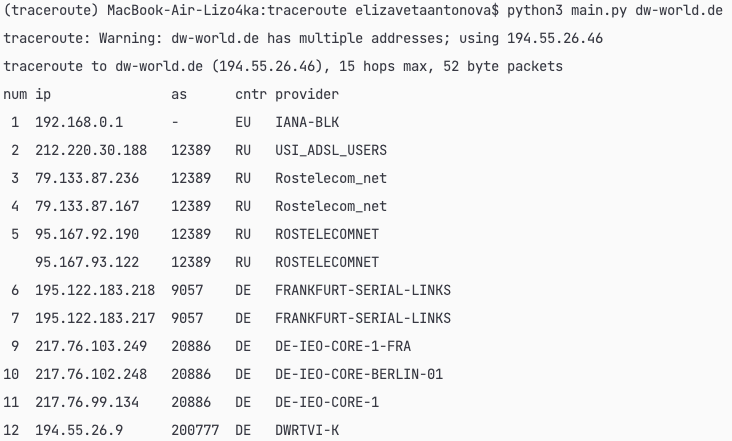 (traceroute) MacBook-Air-Lizo4ka:traceroute elizavetaantonova$ python3 main.py dw-world.de
traceroute: Warning: dw-world.de has multiple addresses; using 194.55.26.46
traceroute to dw-world.de (194.55.26.46), 15 hops max, 52 byte packets
num ip              as      cntr provider
 1  192.168.0.1      -       EU   IANA-BLK
 2  212.220.30.188   12389   RU   USI_ADSL_USERS
 3  79.133.87.236    12389   RU   Rostelecom_net
 4  79.133.87.167    12389   RU   Rostelecom_net
 5  95.167.92.190    12389   RU   ROSTELECOMNET
    95.167.93.122    12389   RU   ROSTELECOMNET
 6  195.122.183.218  9057    DE   FRANKFURT-SERIAL-LINKS
 7  195.122.183.217  9057    DE   FRANKFURT-SERIAL-LINKS
 9  217.76.103.249   20886   DE   DE-IEO-CORE-1-FRA
10  217.76.102.248   20886   DE   DE-IEO-CORE-BERLIN-01
11  217.76.99.134    20886   DE   DE-IEO-CORE-1
12  194.55.26.9      200777  DE   DWRTVI-K